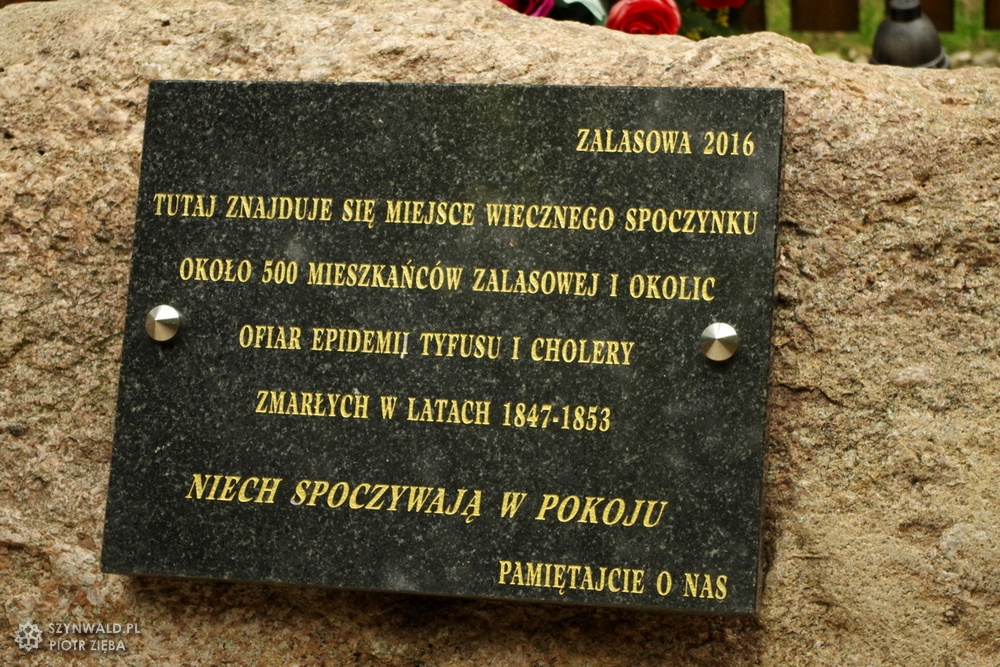 ZALASOWA 2016
TUTAJ ZNAJDUJE SIĘ MIEJSCE WIECZNEGO SPOCZYNKU
OKOŁO 500 MIESZKAŃCÓW ZALASOWEJ I OKOLIC
OFIAR EPIDEMII TYFUSU I CHOLERY
ZMARŁYCH W LATACH 1847-1853
NIECH SPOCZYWAJĄ W POKOJU
PAMIĘTAJCIE O NAS
SZYNWALD.PL
PIOTR ZIĘBA